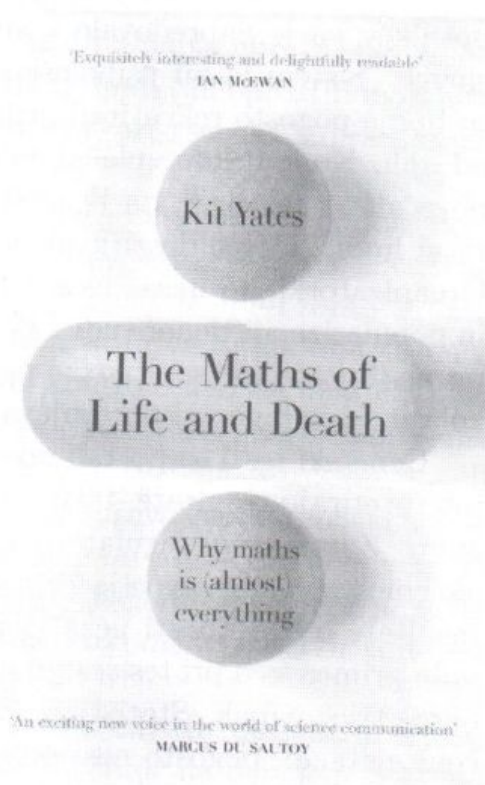 'Exquisitely interesting and delightfully readable'
IAN McEWAN
Kit Yates
The Maths of
Life and Death
Why maths
is (almost)
everything
'An exciting new voice in the world of science communication'
MARCUS DU SAUTOY